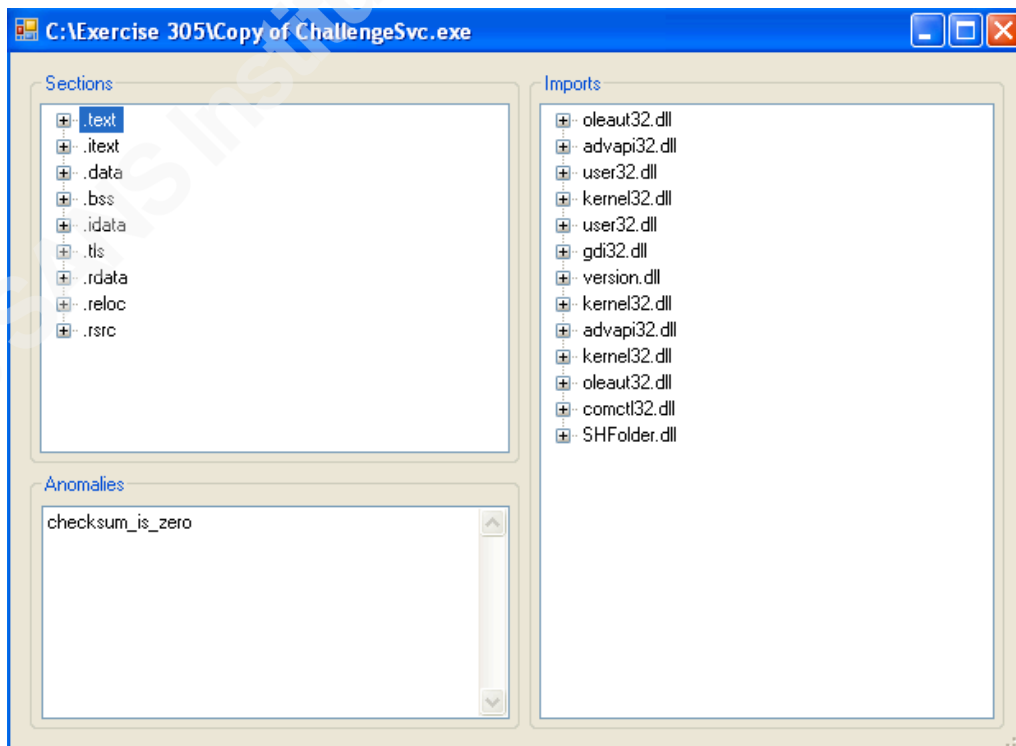 C:\Exercise 305\Copy of ChallengeSvc.exe
Sections
.text
.itext
.data
.bss
.idata
.tls
.rdata
.reloc
.rsrc
Anomalies
checksum_is_zero
Imports
oleaut32.dll
advapi32.dll
user32.dll
kernel32.dll
user32.dll
gdi32.dll
version.dll
kernel32.dll
advapi32.dll
kernel32.dll
oleaut32.dll
comctl32.dll
SHFolder.dll
SANS Instit